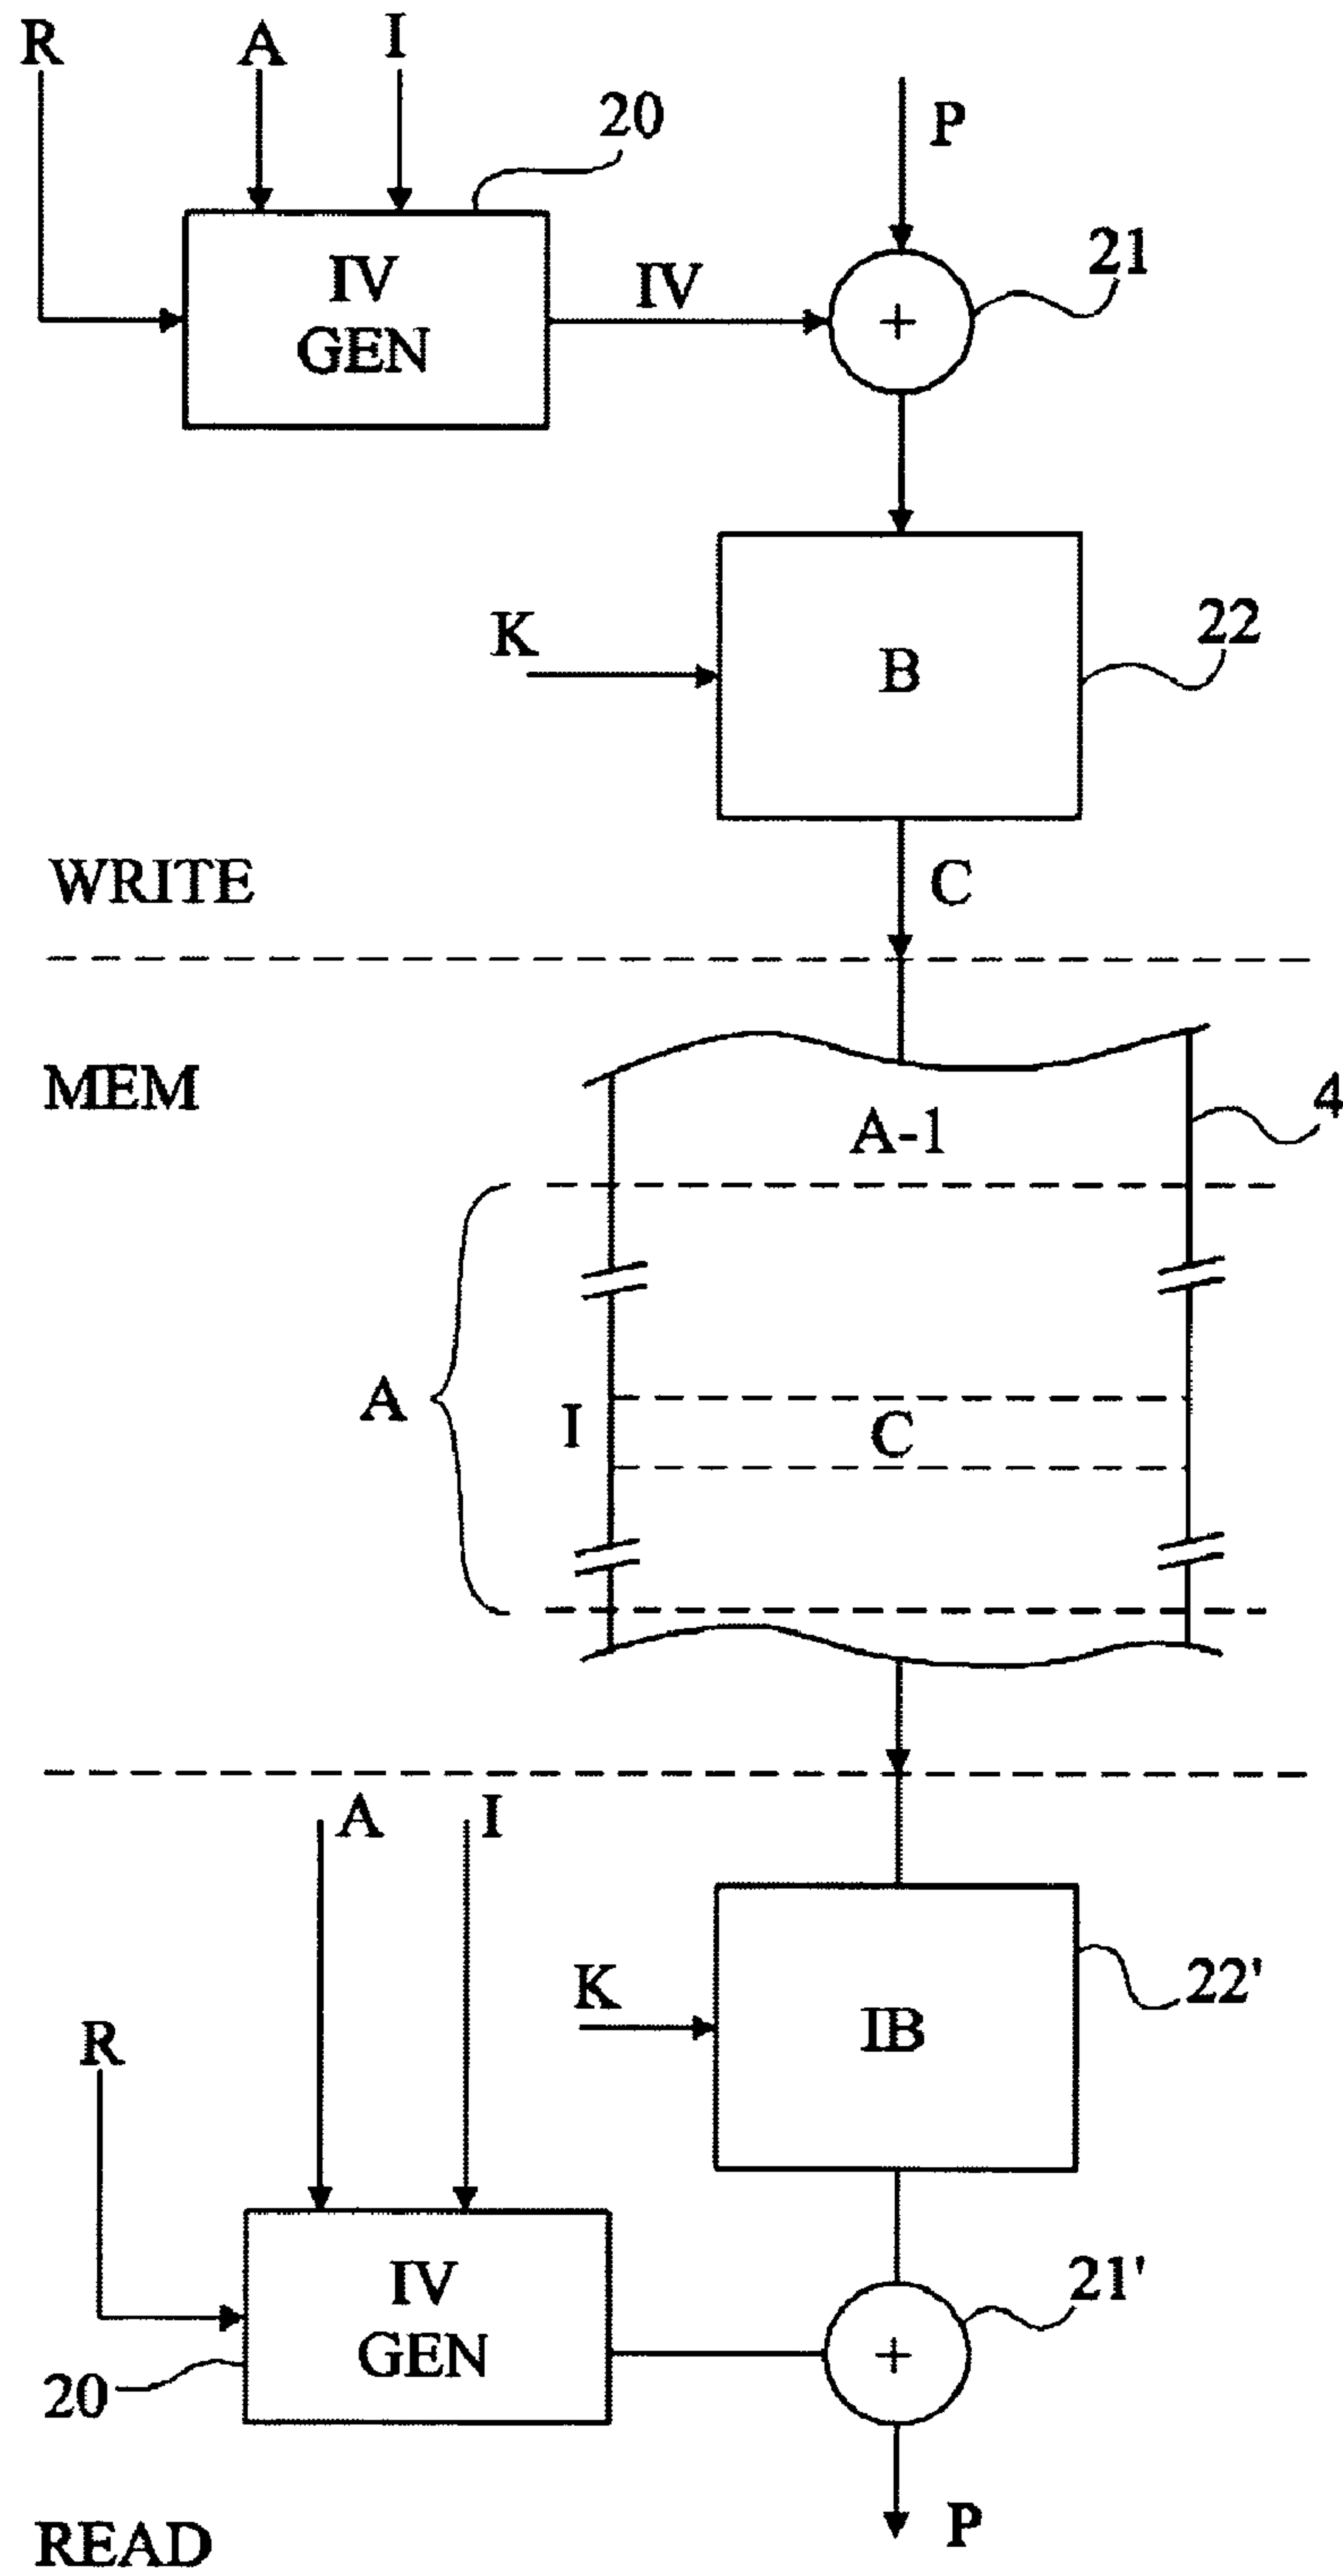 R
A
I
20
P
IV
GEN
IV
21
+
K
B
22
WRITE
C
MEM
A-1
4
A
I
C
A
I
K
IB
22'
R
IV
GEN
20
21'
+
READ
P